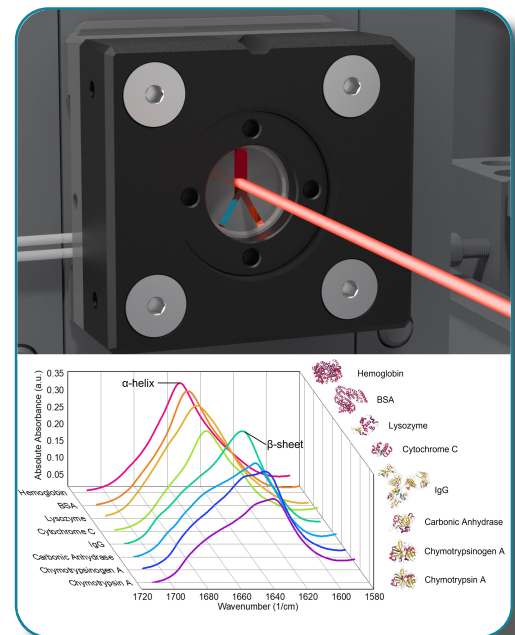 0.35
0.30
0.25
0.20
0.15
0.10
0.05
Absolute Absorbance (a.u.)
α-helix
β-sheet
Hemoglobin
BSA
Lysozyme
Cytochrome C
IgG
Carbonic Anhydrase
Chymotrypsinogen A
Chymotrypsin A
1720 1700 1680 1660 1640 1620 1600 1580
Wavenumber (1/cm)
Hemoglobin
BSA
Lysozyme
Cytochrome C
IgG
Carbonic Anhydrase
Chymotrypsinogen A
Chymotrypsin A